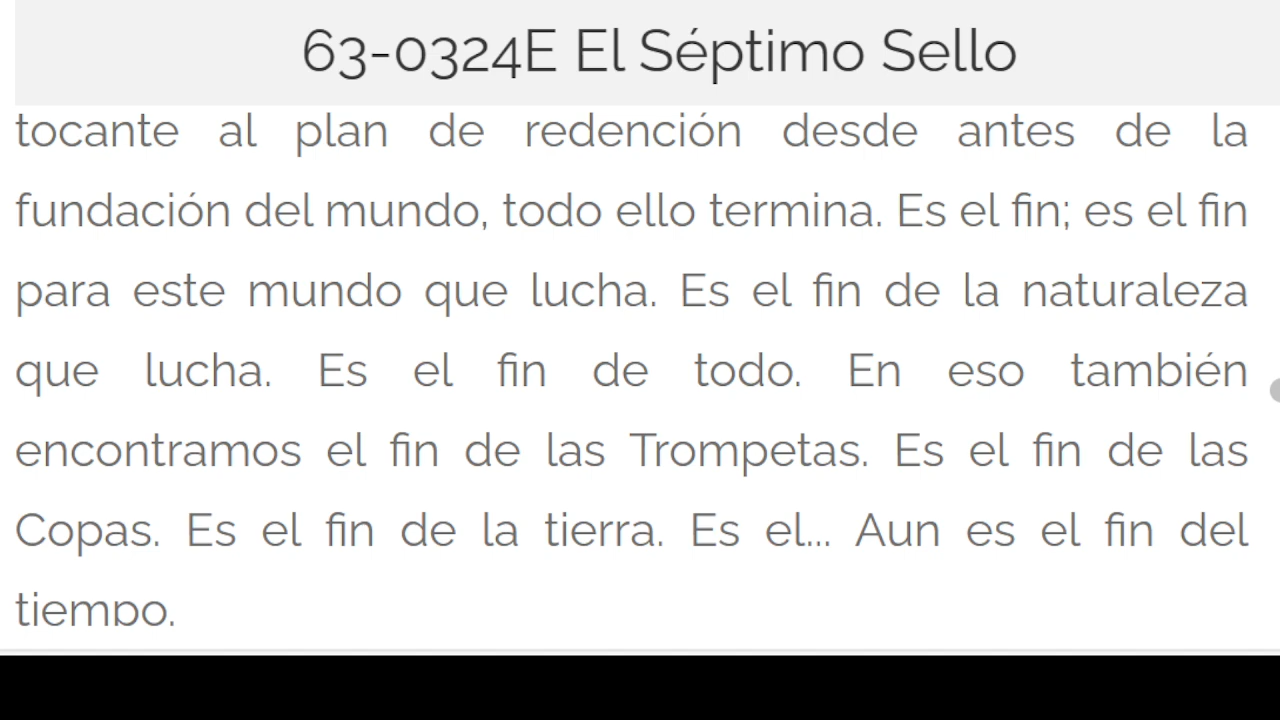 63-0324E El Séptimo Sello
tocante al plan de redención desde antes de la
fundación del mundo, todo ello termina. Es el fin; es el fin
para este mundo que lucha. Es el fin de la naturaleza
que lucha. Es el fin de todo. En eso también
encontramos el fin de las Trompetas. Es el fin de las
Copas. Es el fin de la tierra. Es el... Aun es el fin del
tiempo.